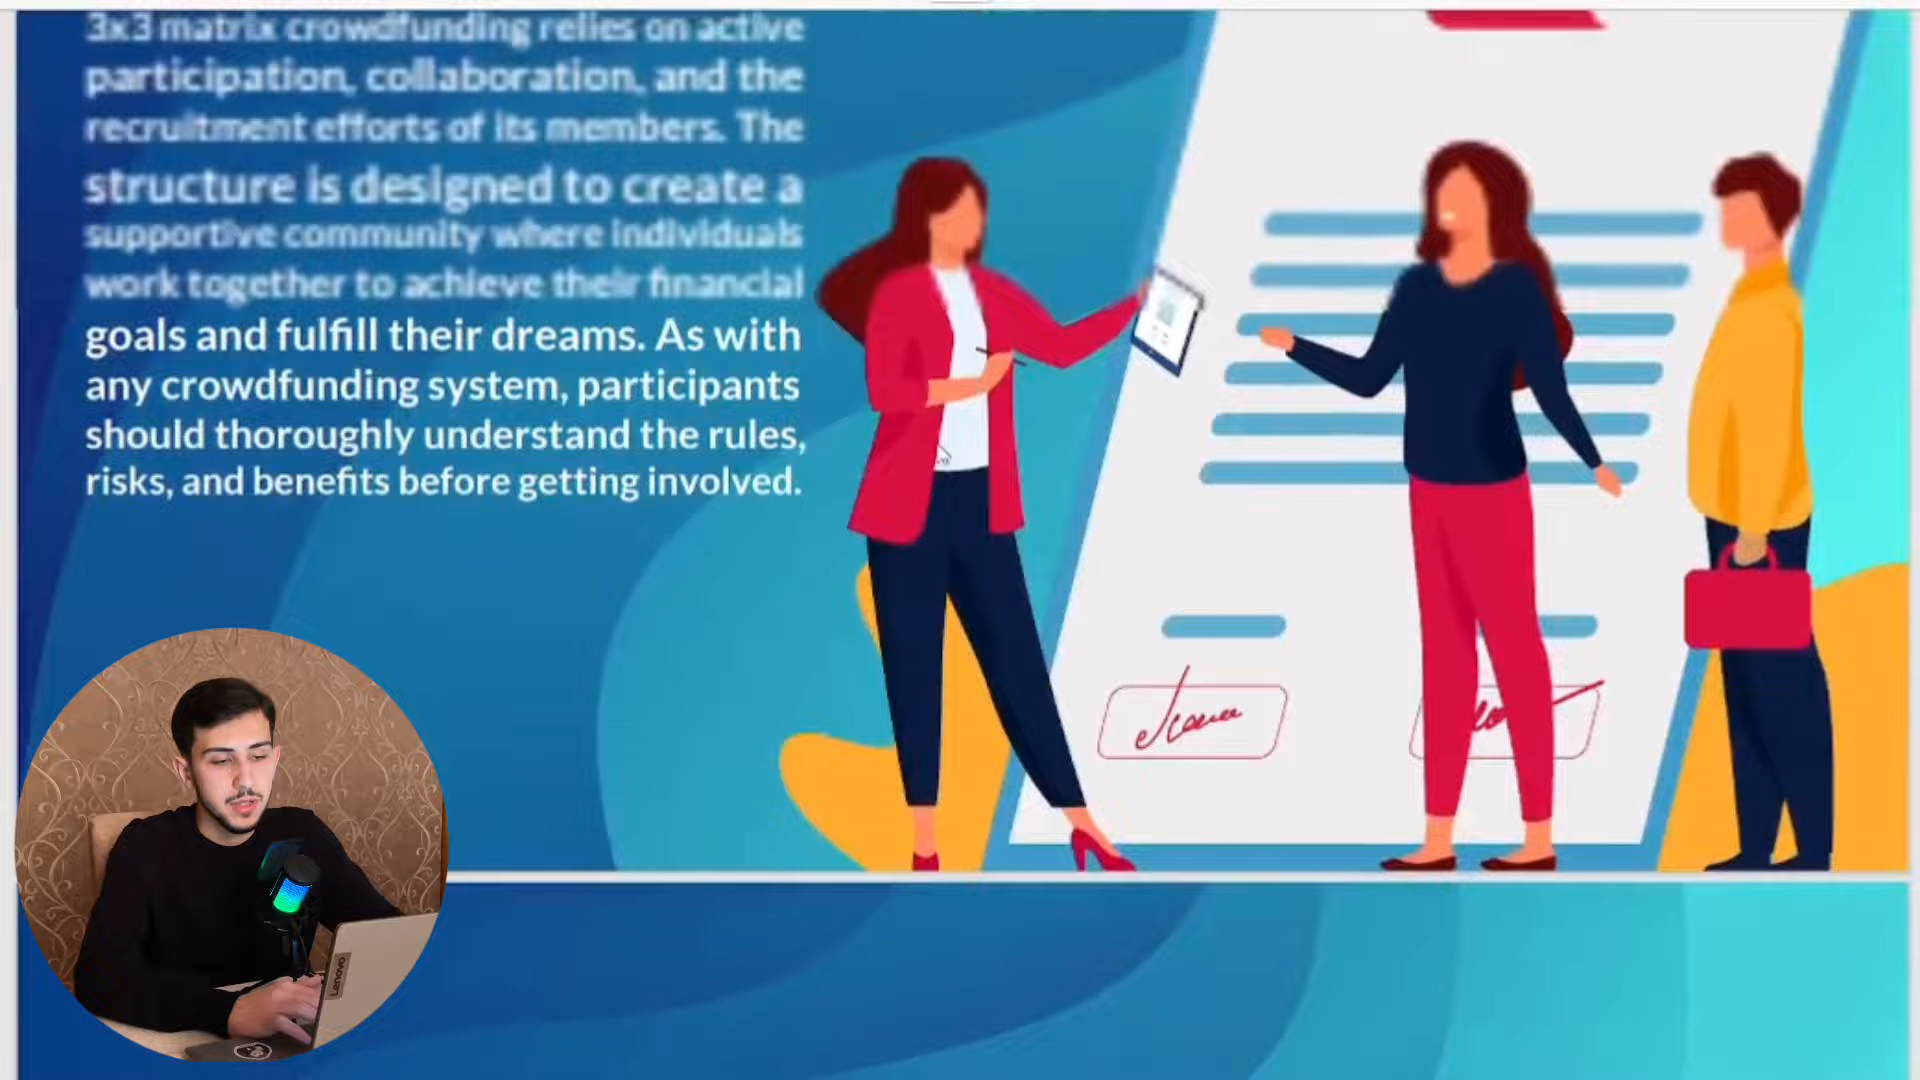 3x3 matrix crowdfunding relies on active
participation, collaboration, and the
recruitment efforts of its members. The
structure is designed to create a
supportive community where individuals
work together to achieve their financial
goals and fulfill their dreams. As with
any crowdfunding system, participants
should thoroughly understand the rules,
risks, and benefits before getting involved.
Lenovo